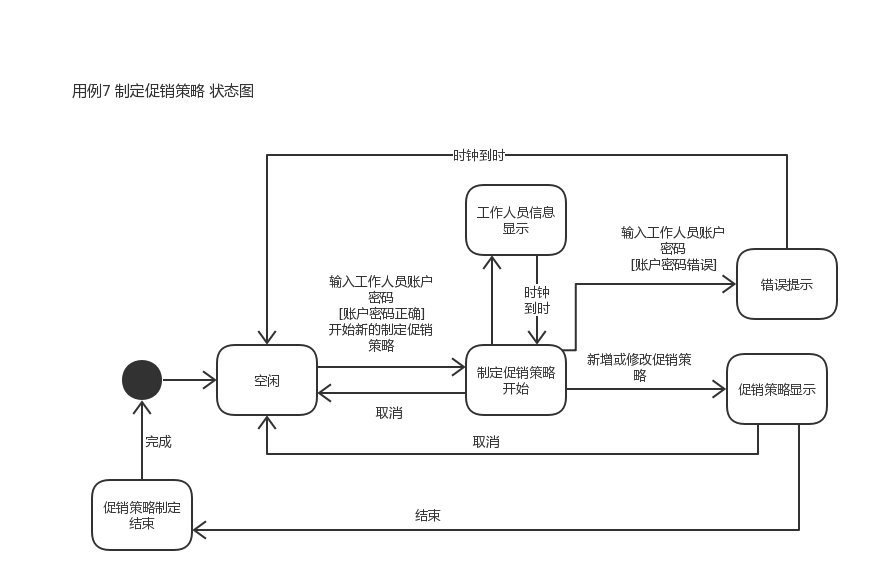 用例7 制定促销策略 状态图
时钟到时
工作人员信息
显示
输入工作人员账户
密码
[账户密码错误]
错误提示
输入工作人员账户
密码
[账户密码正确]
开始新的制定促销
策略
时钟
到时
空闲
制定促销策略
开始
新增或修改促销策
略
促销策略显示
取消
取消
完成
促销策略制定
结束
结束